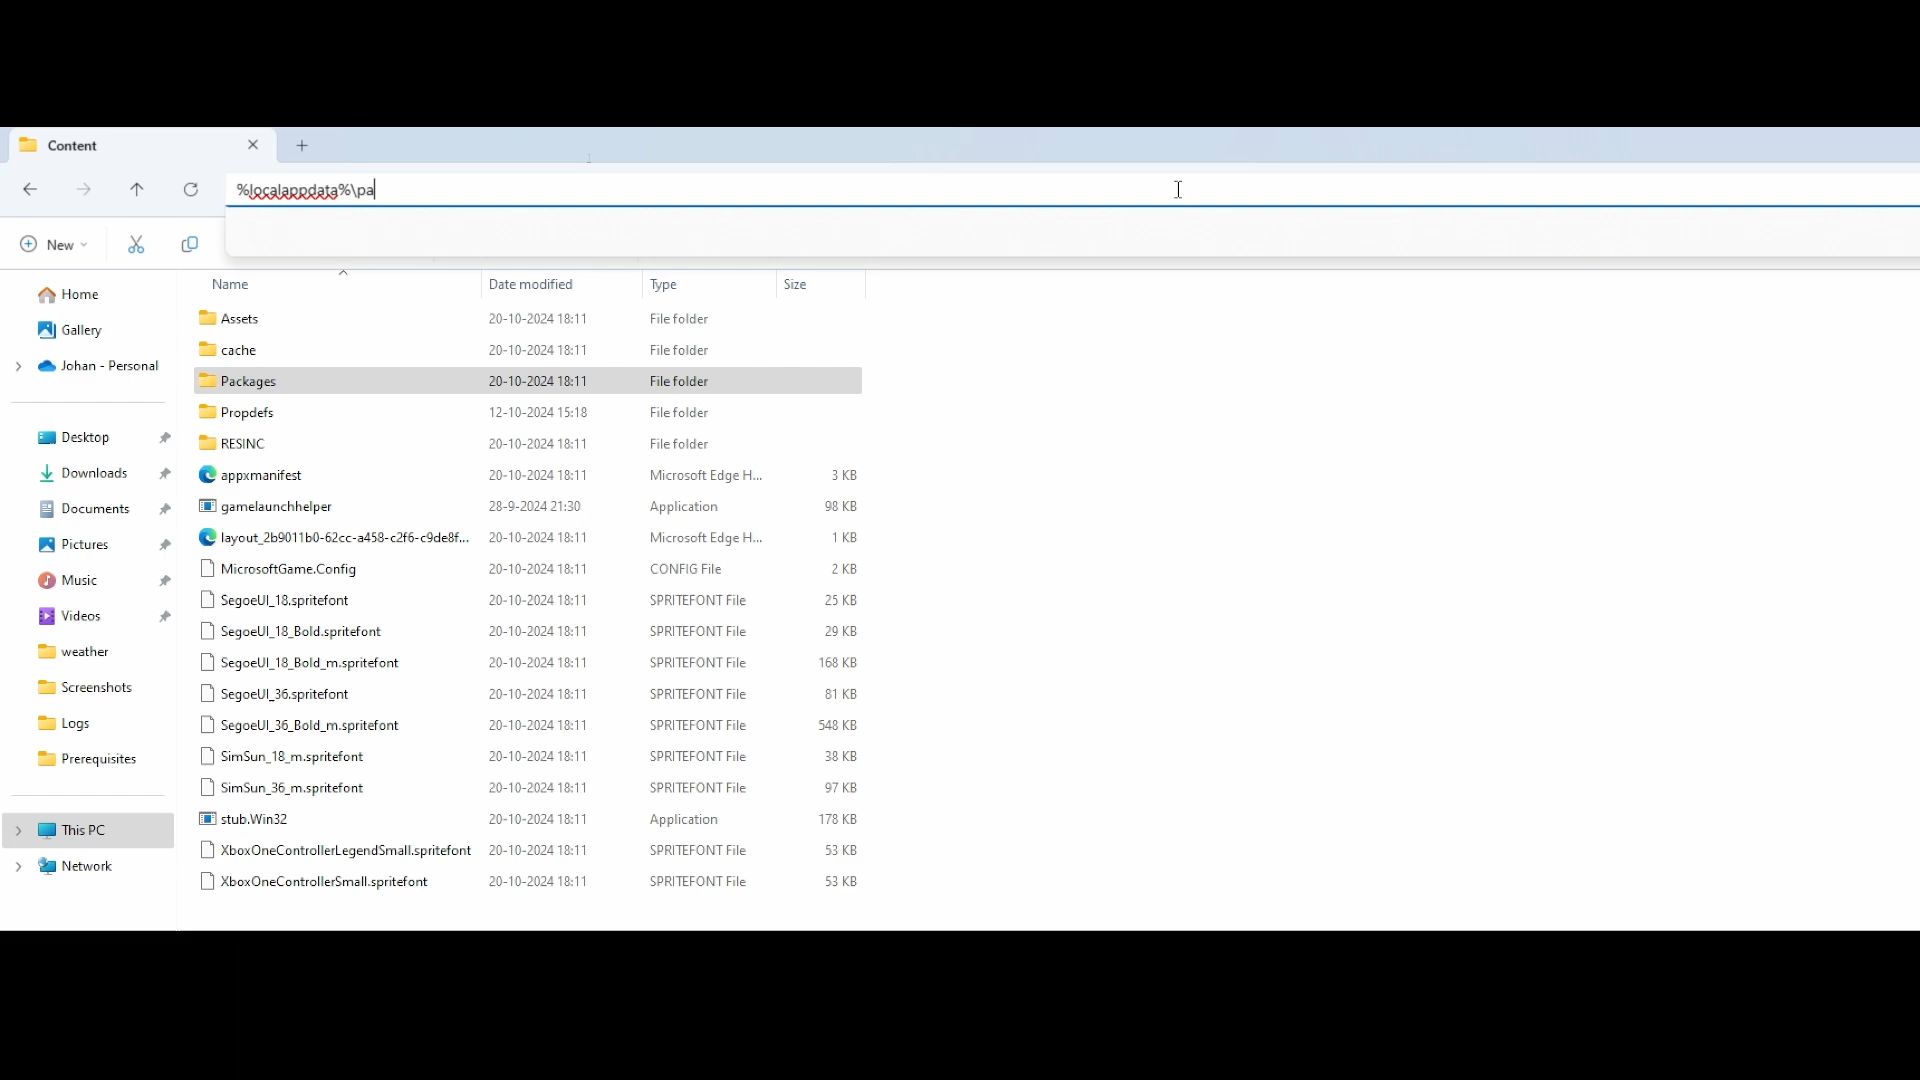 Content
%localappdata%\pa
New
Name Date modified Type Size
Home
Gallery
Johan - Personal
Desktop
Downloads
Documents
Pictures
Music
Videos
weather
Screenshots
Logs
Prerequisites
This PC
Network
Assets 20-10-2024 18:11 File folder
cache 20-10-2024 18:11 File folder
Packages 20-10-2024 18:11 File folder
Propdefs 12-10-2024 15:18 File folder
RESINC 20-10-2024 18:11 File folder
appxmanifest 20-10-2024 18:11 Microsoft Edge H... 3 KB
gamelaunchhelper 28-9-2024 21:30 Application 98 KB
layout_2b9011b0-62cc-a458-c2f6-c9de8f... 20-10-2024 18:11 Microsoft Edge H... 1 KB
MicrosoftGame.Config 20-10-2024 18:11 CONFIG File 2 KB
SegoeUI_18.spritefont 20-10-2024 18:11 SPRITEFONT File 25 KB
SegoeUI_18_Bold.spritefont 20-10-2024 18:11 SPRITEFONT File 29 KB
SegoeUI_18_Bold_m.spritefont 20-10-2024 18:11 SPRITEFONT File 168 KB
SegoeUI_36.spritefont 20-10-2024 18:11 SPRITEFONT File 81 KB
SegoeUI_36_Bold_m.spritefont 20-10-2024 18:11 SPRITEFONT File 548 KB
SimSun_18_m.spritefont 20-10-2024 18:11 SPRITEFONT File 38 KB
SimSun_36_m.spritefont 20-10-2024 18:11 SPRITEFONT File 97 KB
stub.Win32 20-10-2024 18:11 Application 178 KB
XboxOneControllerLegendSmall.spritefont 20-10-2024 18:11 SPRITEFONT File 53 KB
XboxOneControllerSmall.spritefont 20-10-2024 18:11 SPRITEFONT File 53 KB